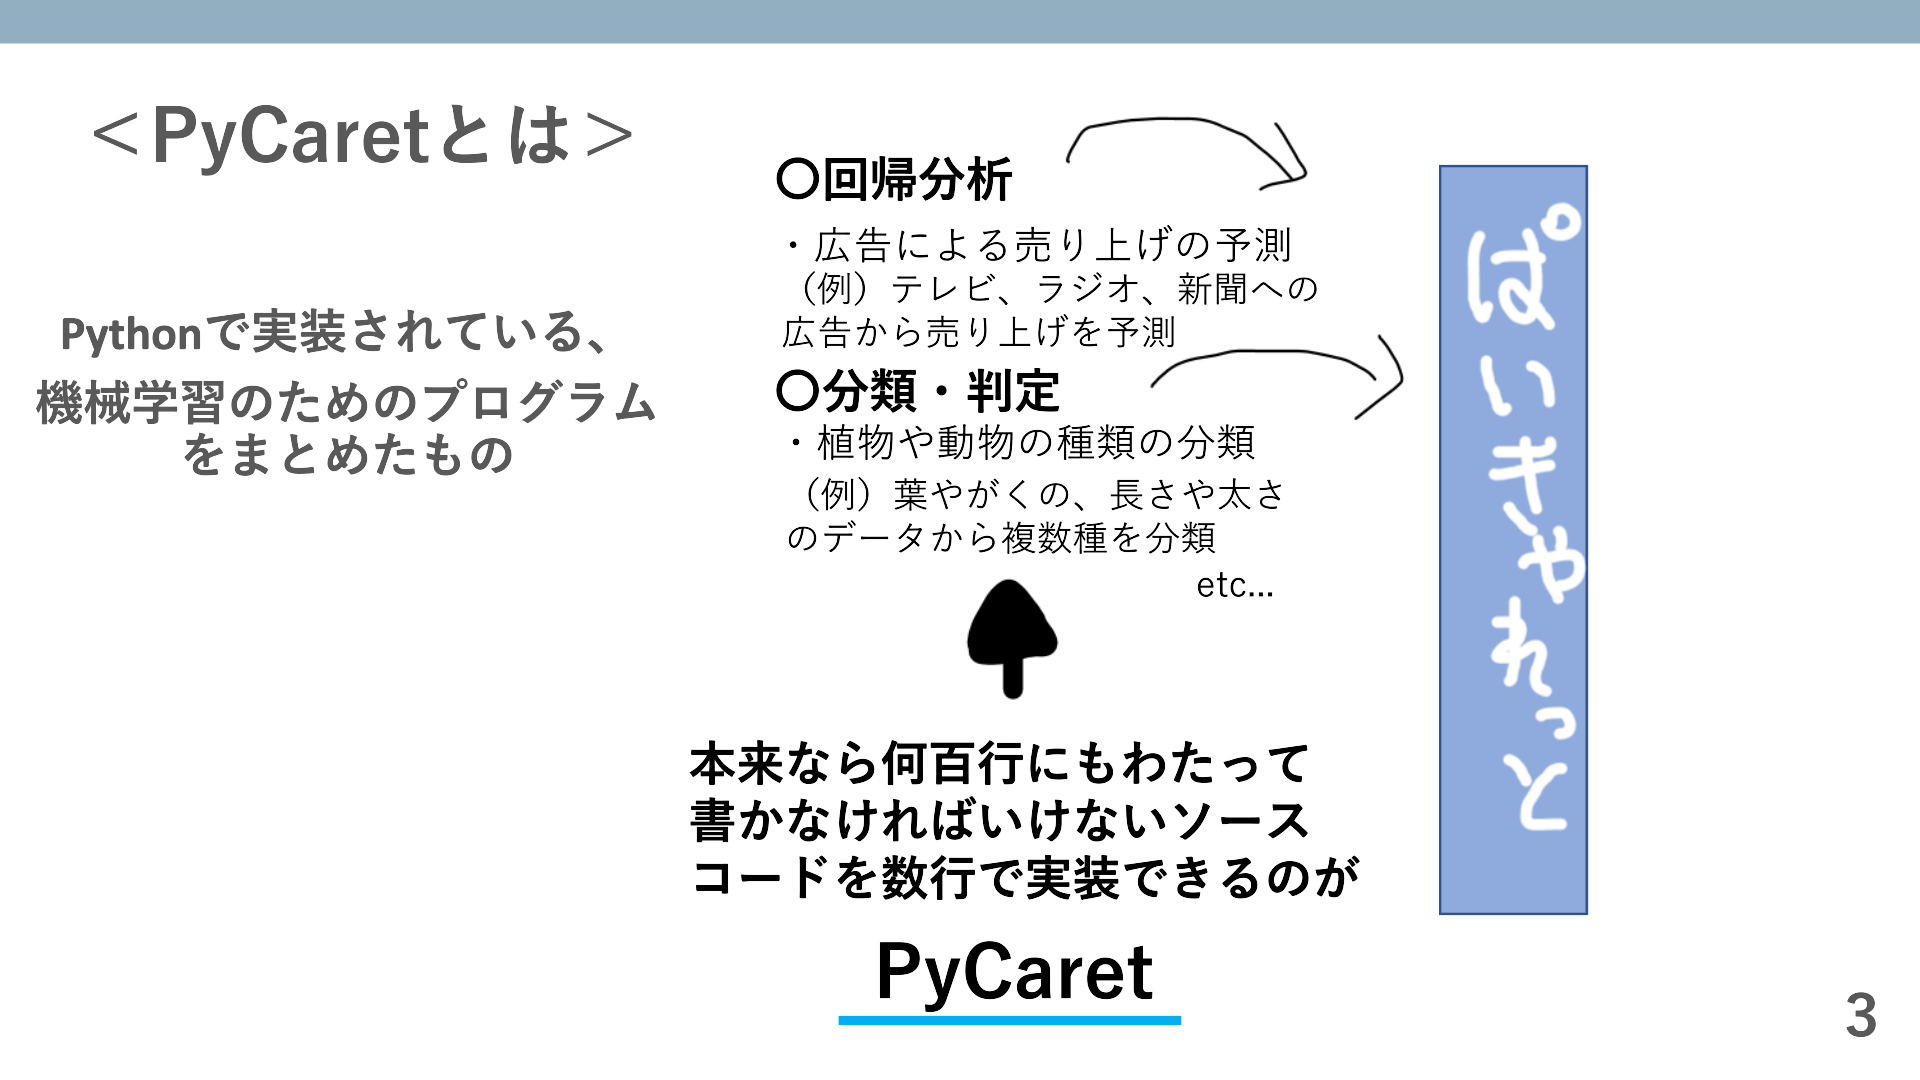 ＜PyCaretとは＞
Pythonで実装されている、
機械学習のためのプログラム
をまとめたもの
〇回帰分析
・広告による売り上げの予測
（例）テレビ、ラジオ、新聞への
広告から売り上げを予測
〇分類・判定
・植物や動物の種類の分類
（例）葉やがくの、長さや太さ
のデータから複数種を分類
etc...
本来なら何百行にもわたって
書かなければいけないソース
コードを数行で実装できるのが
PyCaret
ぱいきゃれっと
3